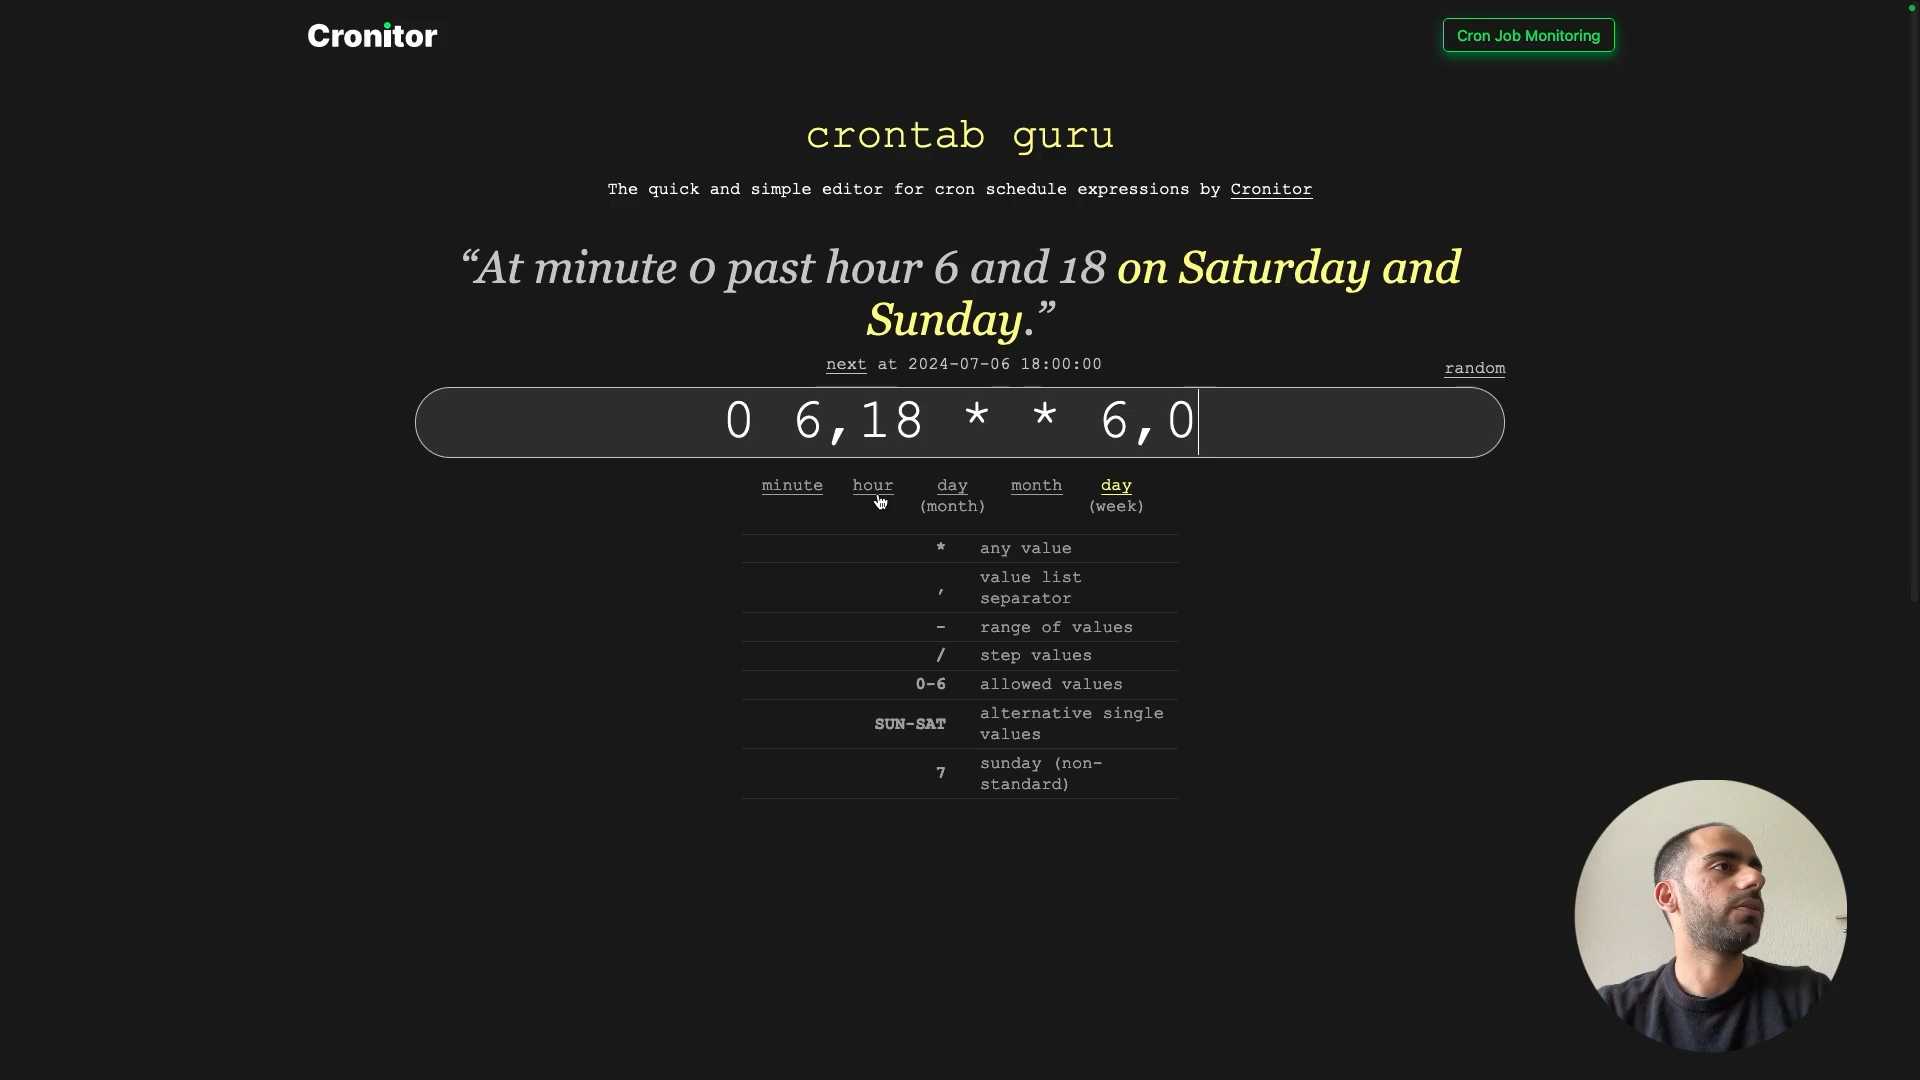 Cronitor
Cron Job Monitoring
crontab guru
The quick and simple editor for cron schedule expressions by Cronitor
“At minute 0 past hour 6 and 18 on Saturday and
Sunday.”
next at 2024-07-06 18:00:00
random
0 6,18 * * 6,0
minute hour day (month) month day (week)
* any value
, value list separator
- range of values
/ step values
0-6 allowed values
SUN-SAT alternative single values
7 sunday (non-standard)